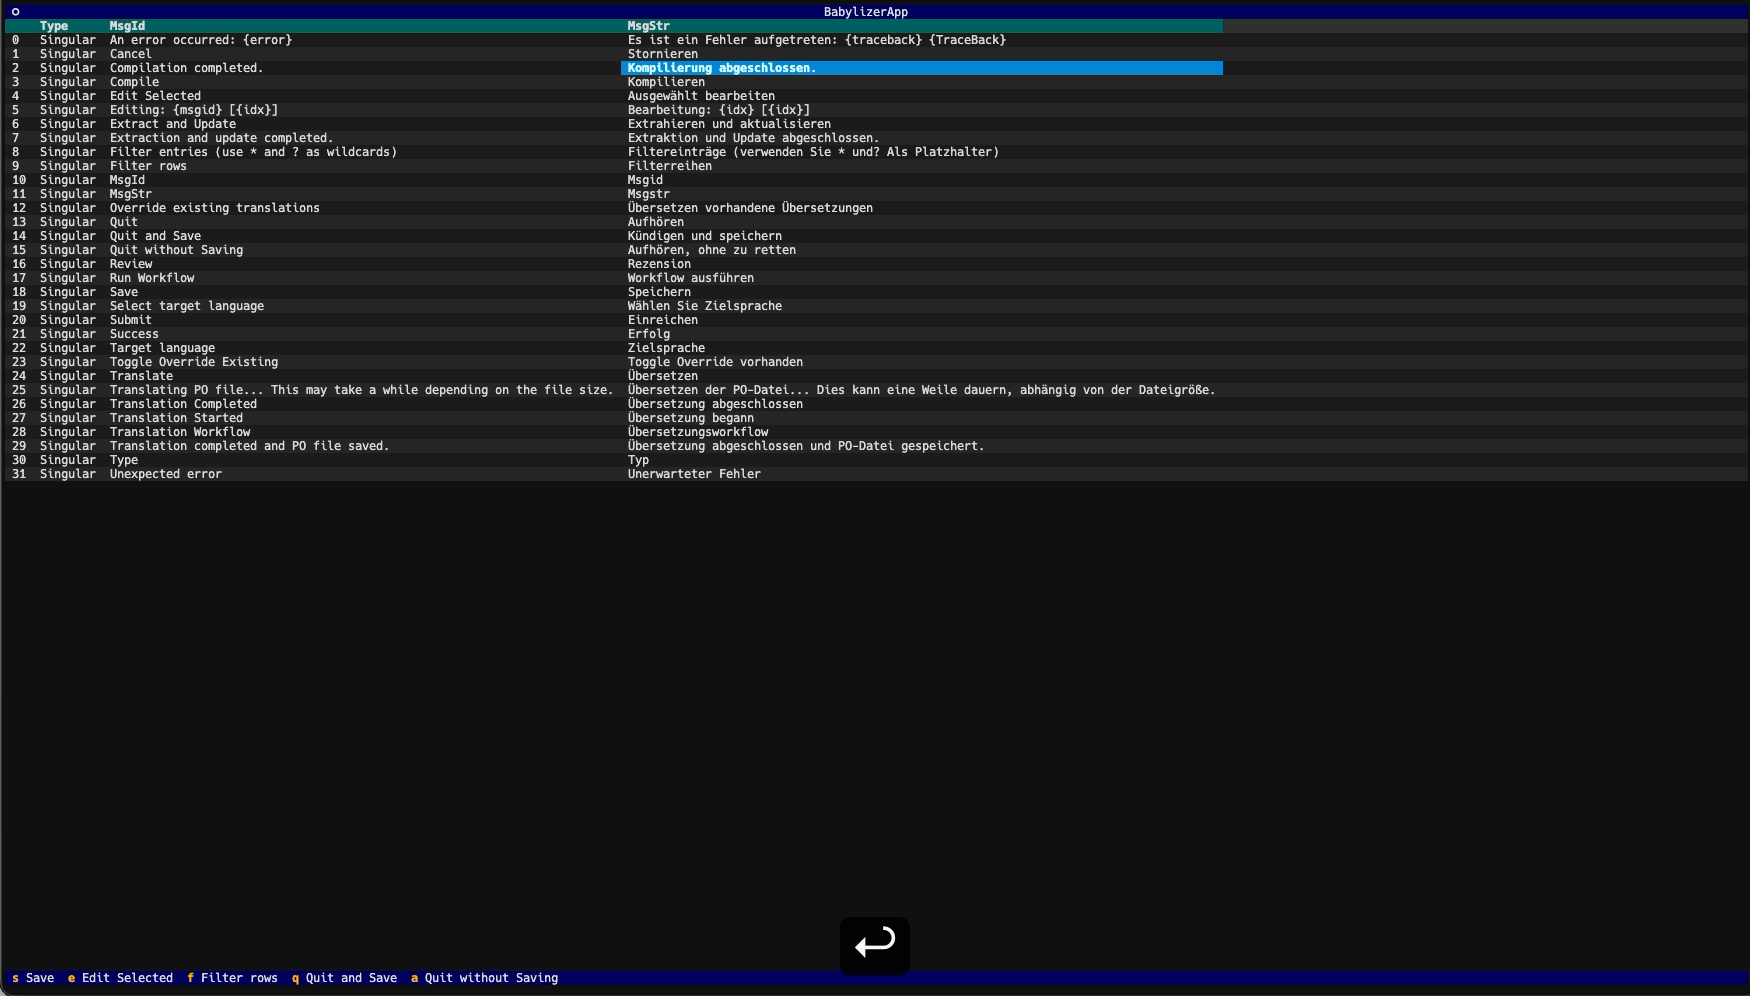 BabylizerApp
Type MsgId MsgStr
0 Singular An error occurred: {error} Es ist ein Fehler aufgetreten: {traceback} {TraceBack}
1 Singular Cancel Stornieren
2 Singular Compilation completed. Kompilierung abgeschlossen.
3 Singular Compile Kompilieren
4 Singular Edit Selected Ausgewählt bearbeiten
5 Singular Editing: {msgid} [{idx}] Bearbeitung: {idx} [{idx}]
6 Singular Extract and Update Extrahieren und aktualisieren
7 Singular Extraction and update completed. Extraktion und Update abgeschlossen.
8 Singular Filter entries (use * and ? as wildcards) Filtereinträge (verwenden Sie * und? Als Platzhalter)
9 Singular Filter rows Filterreihen
10 Singular MsgId Msgid
11 Singular MsgStr Msgstr
12 Singular Override existing translations Übersetzen vorhandene Übersetzungen
13 Singular Quit Aufhören
14 Singular Quit and Save Kündigen und speichern
15 Singular Quit without Saving Aufhören, ohne zu retten
16 Singular Review Rezension
17 Singular Run Workflow Workflow ausführen
18 Singular Save Speichern
19 Singular Select target language Wählen Sie Zielsprache
20 Singular Submit Einreichen
21 Singular Success Erfolg
22 Singular Target language Zielsprache
23 Singular Toggle Override Existing Toggle Override vorhanden
24 Singular Translate Übersetzen
25 Singular Translating PO file... This may take a while depending on the file size. Übersetzen der PO-Datei... Dies kann eine Weile dauern, abhängig von der Dateigröße.
26 Singular Translation Completed Übersetzung abgeschlossen
27 Singular Translation Started Übersetzung begann
28 Singular Translation Workflow Übersetzungsworkflow
29 Singular Translation completed and PO file saved. Übersetzung abgeschlossen und PO-Datei gespeichert.
30 Singular Type Typ
31 Singular Unexpected error Unerwarteter Fehler
s Save e Edit Selected f Filter rows q Quit and Save a Quit without Saving